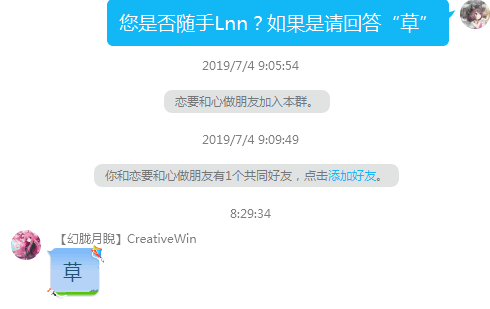 您是否随手Lnn？如果是请回答“草”
2019/7/4 9:05:54
恋要和心做朋友加入本群。
2019/7/4 9:09:49
你和恋要和心做朋友有1个共同好友，点击添加好友。
8:29:34
【幻胧月睨】CreativeWin
草